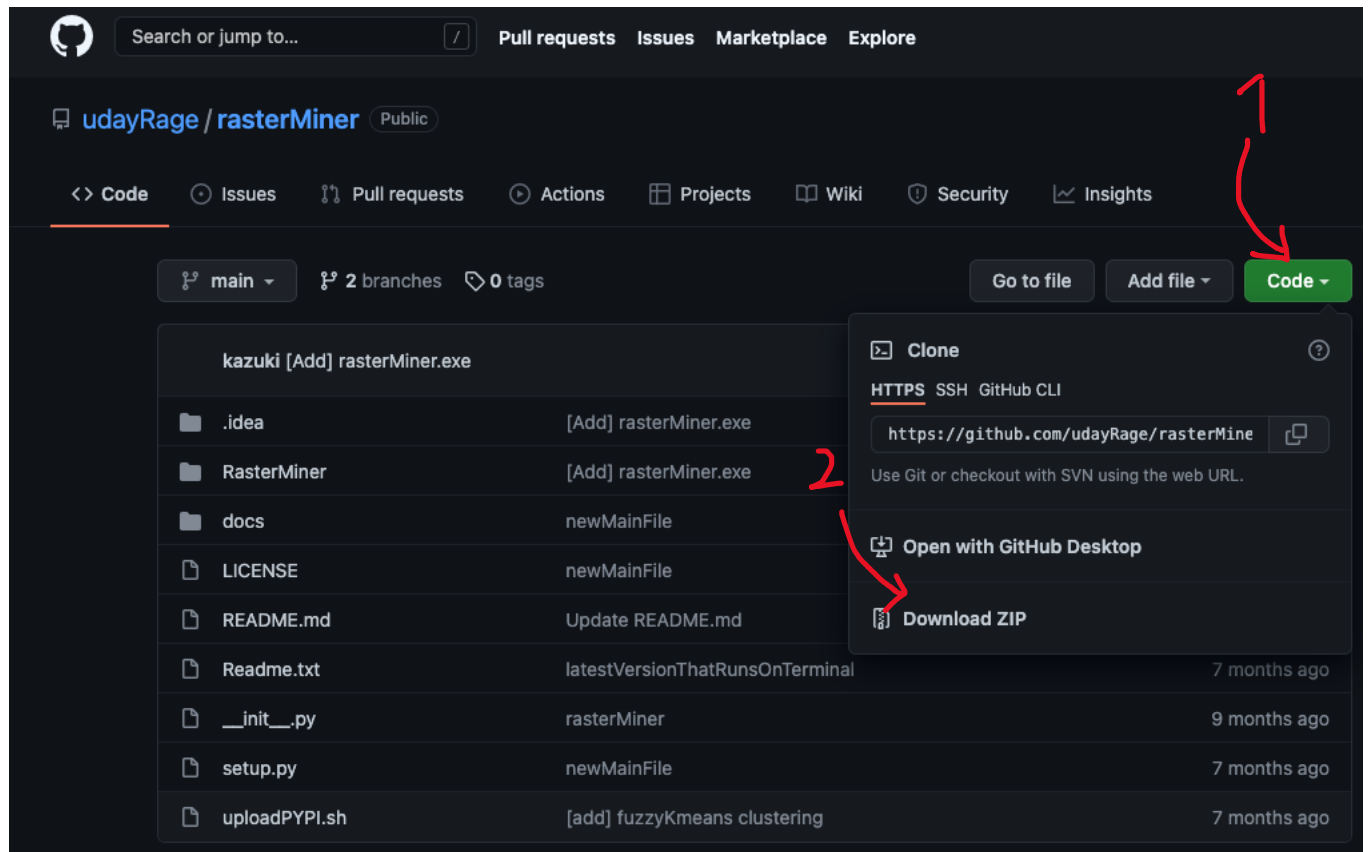 Search or jump to... /
Pull requests Issues Marketplace Explore
1
udayRage / rasterMiner Public
<> Code Issues Pull requests Actions Projects Wiki Security Insights
main 2 branches 0 tags Go to file Add file Code
kazuki [Add] rasterMiner.exe
Clone ?
HTTPS SSH GitHub CLI
https://github.com/udayRage/rasterMine
Use Git or checkout with SVN using the web URL.
2
Open with GitHub Desktop
Download ZIP
.idea [Add] rasterMiner.exe
RasterMiner [Add] rasterMiner.exe
docs newMainFile
LICENSE newMainFile
README.md Update README.md
Readme.txt latestVersionThatRunsOnTerminal 7 months ago
__init__.py rasterMiner 9 months ago
setup.py newMainFile 7 months ago
uploadPYPI.sh [add] fuzzyKmeans clustering 7 months ago